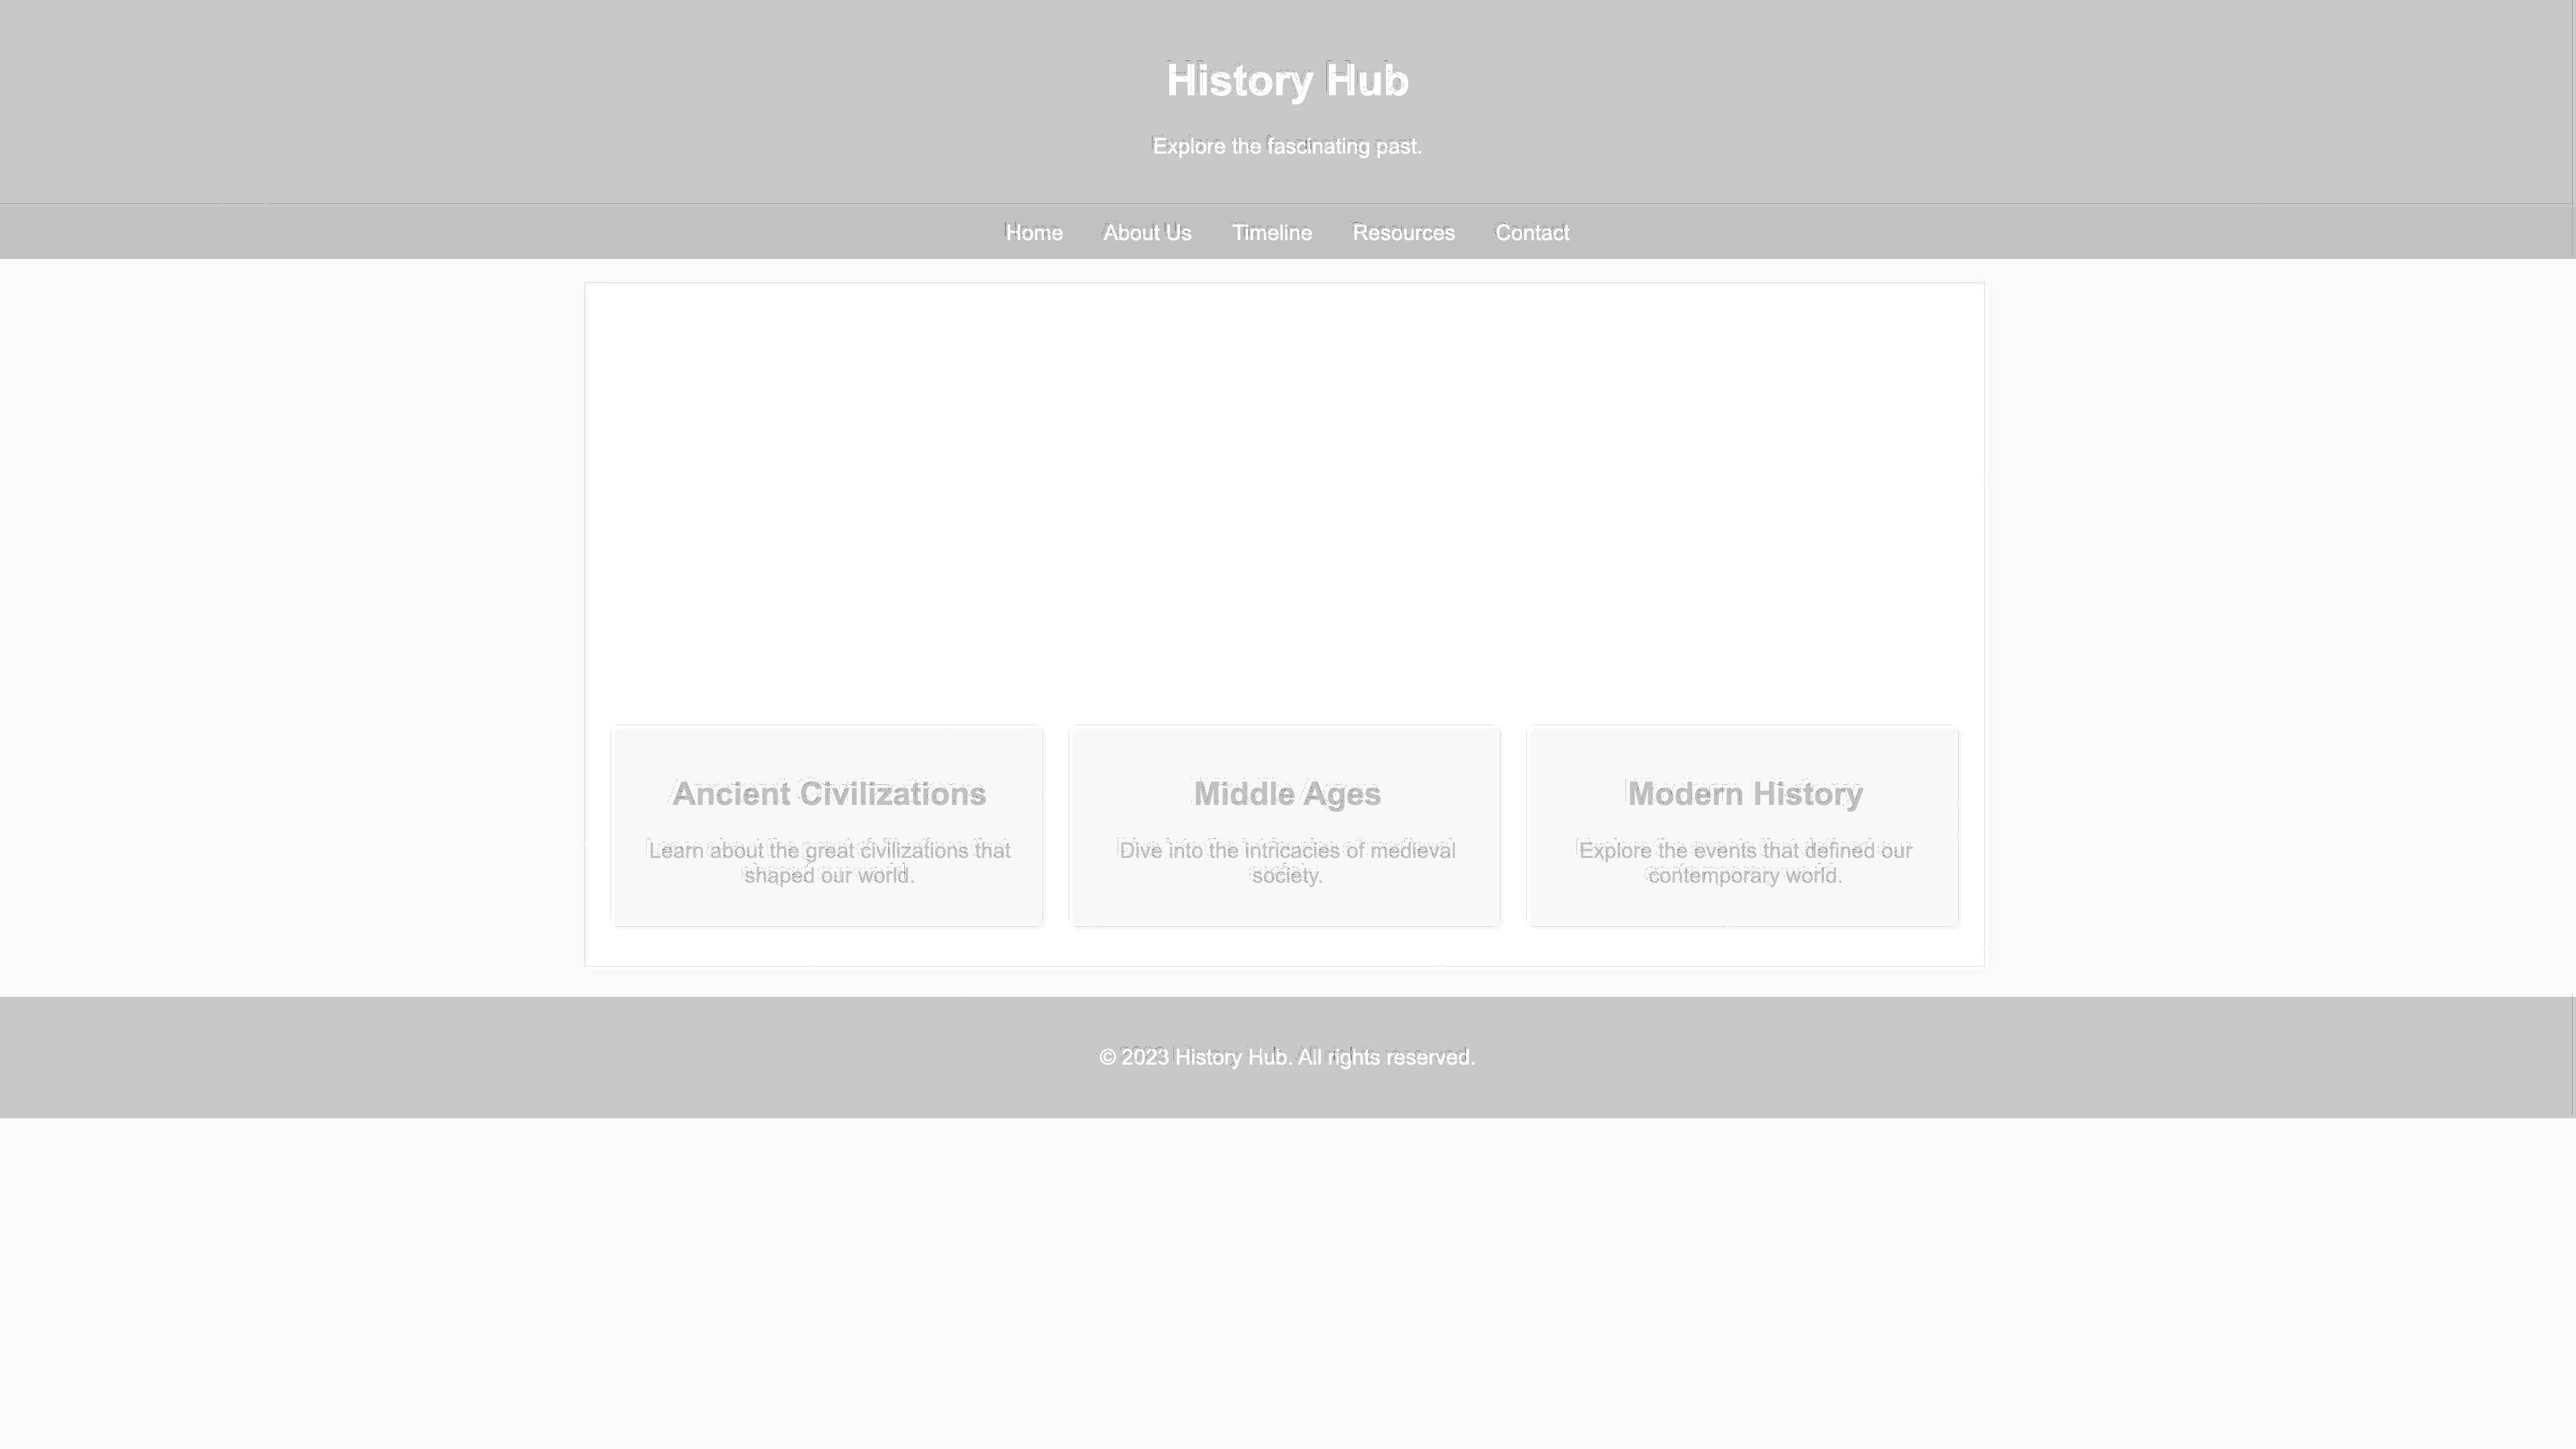 History Hub
Explore the fascinating past.
Home About Us Timeline Resources Contact
Ancient Civilizations
Learn about the great civilizations that
shaped our world.
Middle Ages
Dive into the intricacies of medieval
society.
Modern History
Explore the events that defined our
contemporary world.
© 2023 History Hub. All rights reserved.